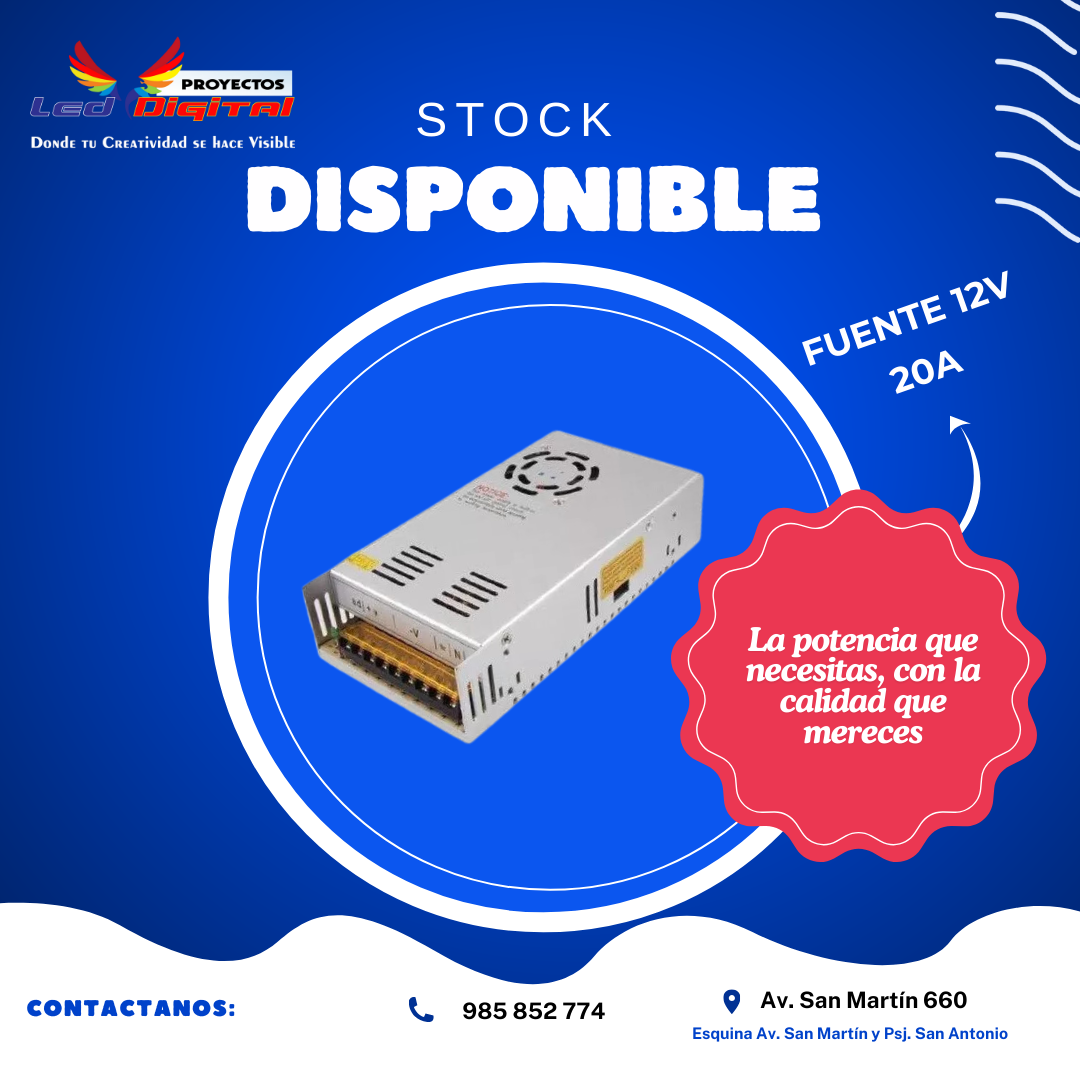 PROYECTOS
Led Digital
Donde tu Creatividad se hace Visible
STOCK
DISPONIBLE
FUENTE 12V
20A
NOTICE
-V
N
La potencia que
necesitas, con la
calidad que
mereces
CONTACTANOS:
985 852 774
Av. San Martín 660
Esquina Av. San Martín y Psj. San Antonio